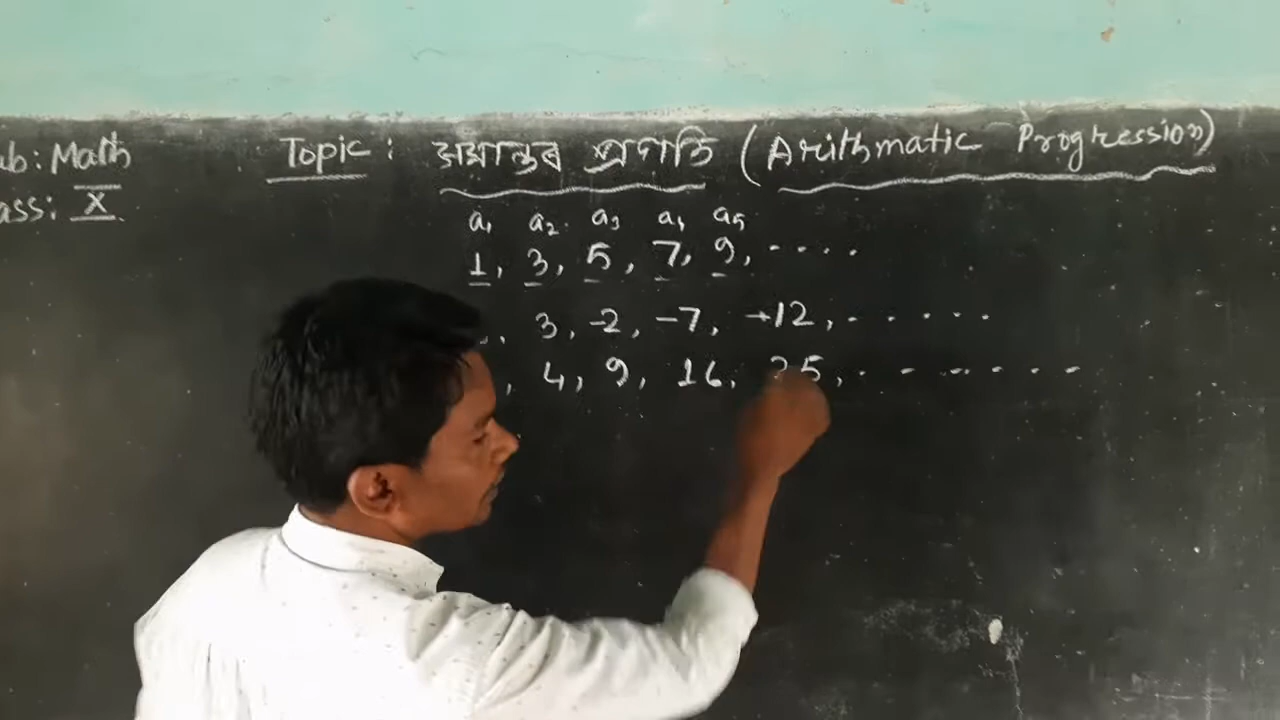 ub: Math
Topic: সমান্তৰ প্ৰগতি (Arithmatic Progression)
ass: X
a₁ a₂. a₃ a₄ a₅
1, 3, 5, 7, 9, ....
, 3, -2, -7, -12, ......
, 4, 9, 16, 25, ......